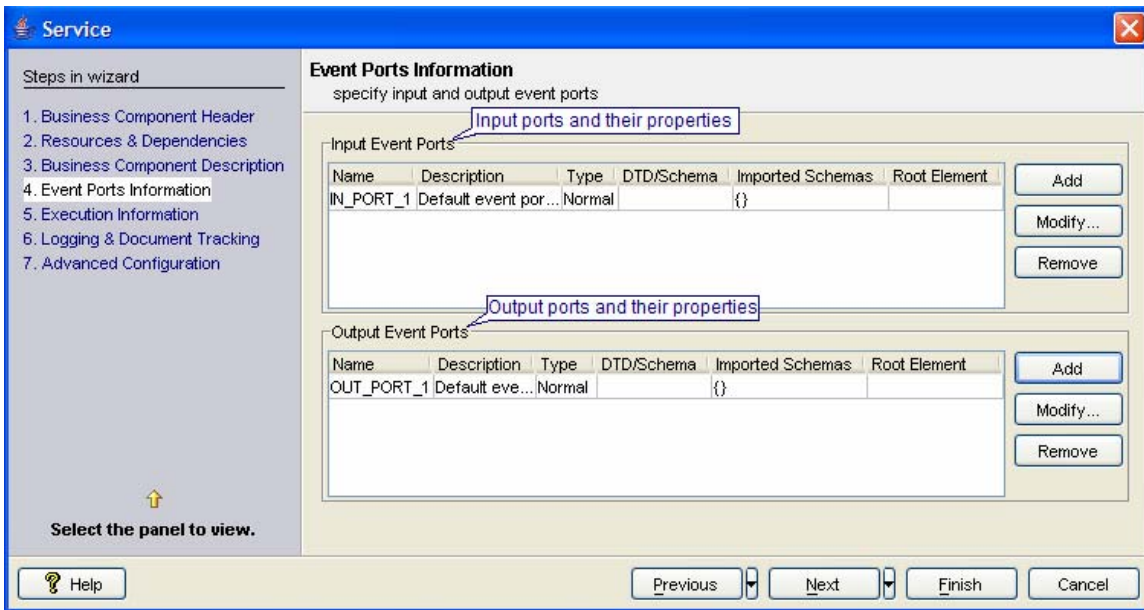 Service
Steps in wizard
1. Business Component Header
2. Resources & Dependencies
3. Business Component Description
4. Event Ports Information
5. Execution Information
6. Logging & Document Tracking
7. Advanced Configuration
Select the panel to view.
Event Ports Information
specify input and output event ports
Input ports and their properties
Input Event Ports
Name Description Type DTD/Schema Imported Schemas Root Element
IN_PORT_1 Default event por... Normal {}
Add
Modify...
Remove
Output ports and their properties
Output Event Ports
Name Description Type DTD/Schema Imported Schemas Root Element
OUT_PORT_1 Default eve... Normal {}
Add
Modify...
Remove
Help Previous Next Finish Cancel